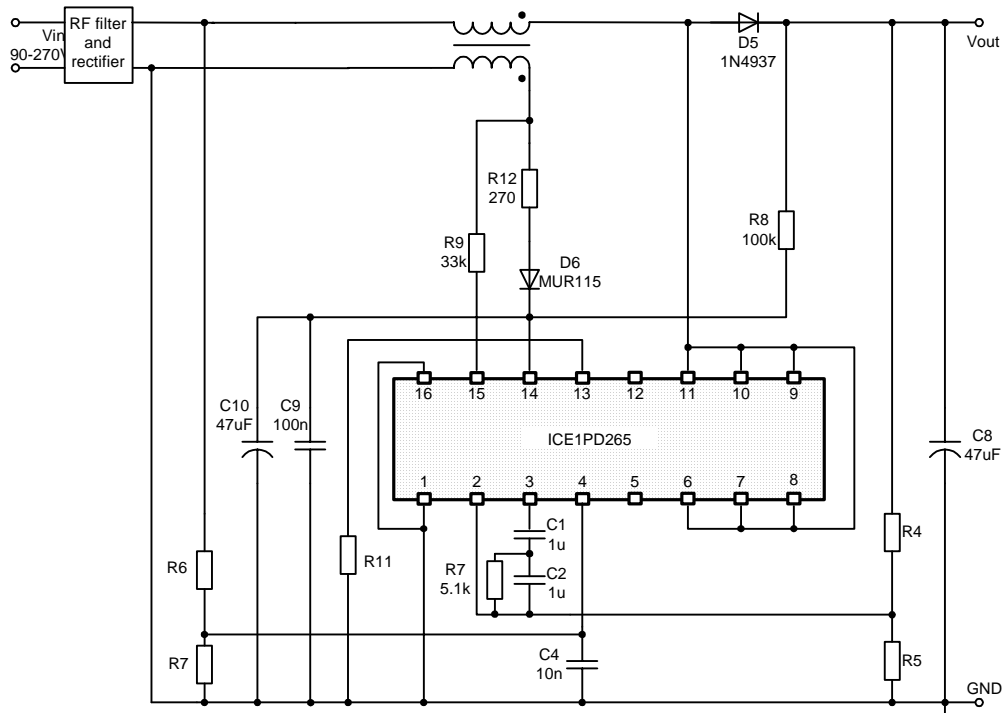 RF filter
and
rectifier
Vin
90-270V
D5
1N4937
Vout
R12
270
R8
100k
R9
33k
D6
MUR115
16
15
14
13
12
11
10
9
C10
47uF
C9
100n
ICE1PD265
C8
47uF
1
2
3
4
5
6
7
8
C1
1u
R4
R6
R11
R7
5.1k
C2
1u
R7
C4
10n
R5
GND